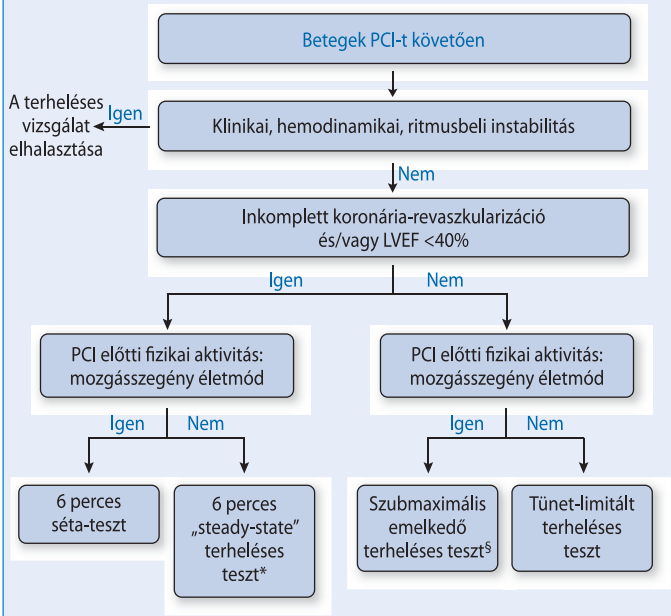 Betegek PCI-t követően
A terheléses
vizsgálat
elhalasztása
Igen
Klinikai, hemodinamikai, ritmusbeli instabilitás
Nem
Inkomplett koronária-revaszkularizáció
és/vagy LVEF <40%
Igen
Nem
PCI előtti fizikai aktivitás:
mozgásszegény életmód
PCI előtti fizikai aktivitás:
mozgásszegény életmód
Igen
Nem
Igen
Nem
6 perces
séta-teszt
6 perces
„steady-state”
terheléses
teszt*
Szubmaximális
emelkedő
terheléses teszt§
Tünet-limitált
terheléses
teszt